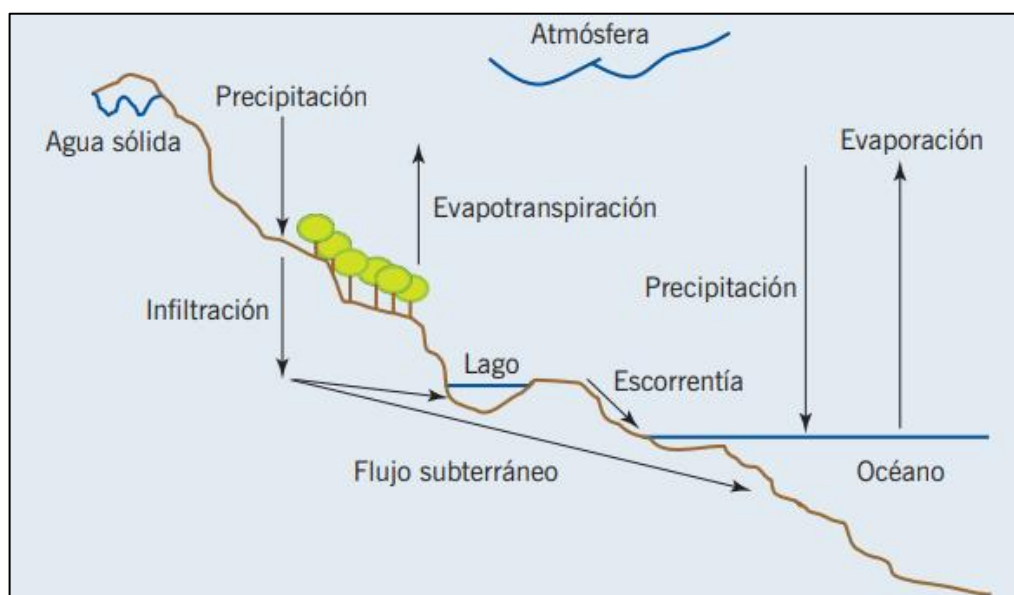 Atmósfera
Precipitación
Agua sólida
Evaporación
Evapotranspiración
Precipitación
Infiltración
Lago
Escorrentía
Flujo subterráneo
Océano